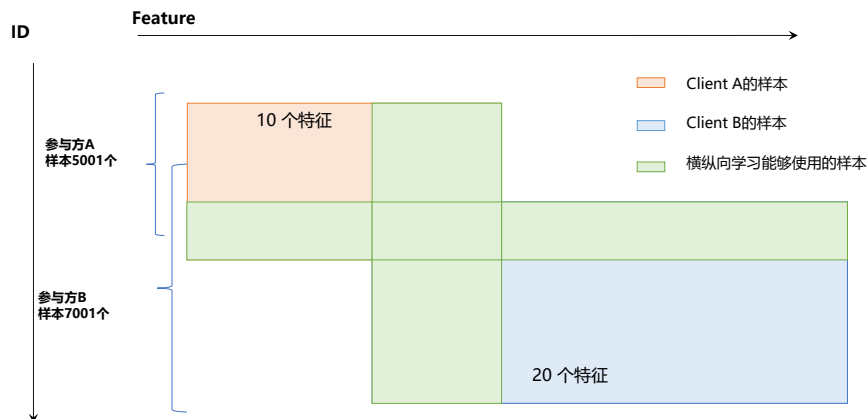 Feature
ID
Client A的样本
10 个特征
Client B的样本
参与方A
样本5001个
横纵向学习能够使用的样本
参与方B
样本7001个
20 个特征